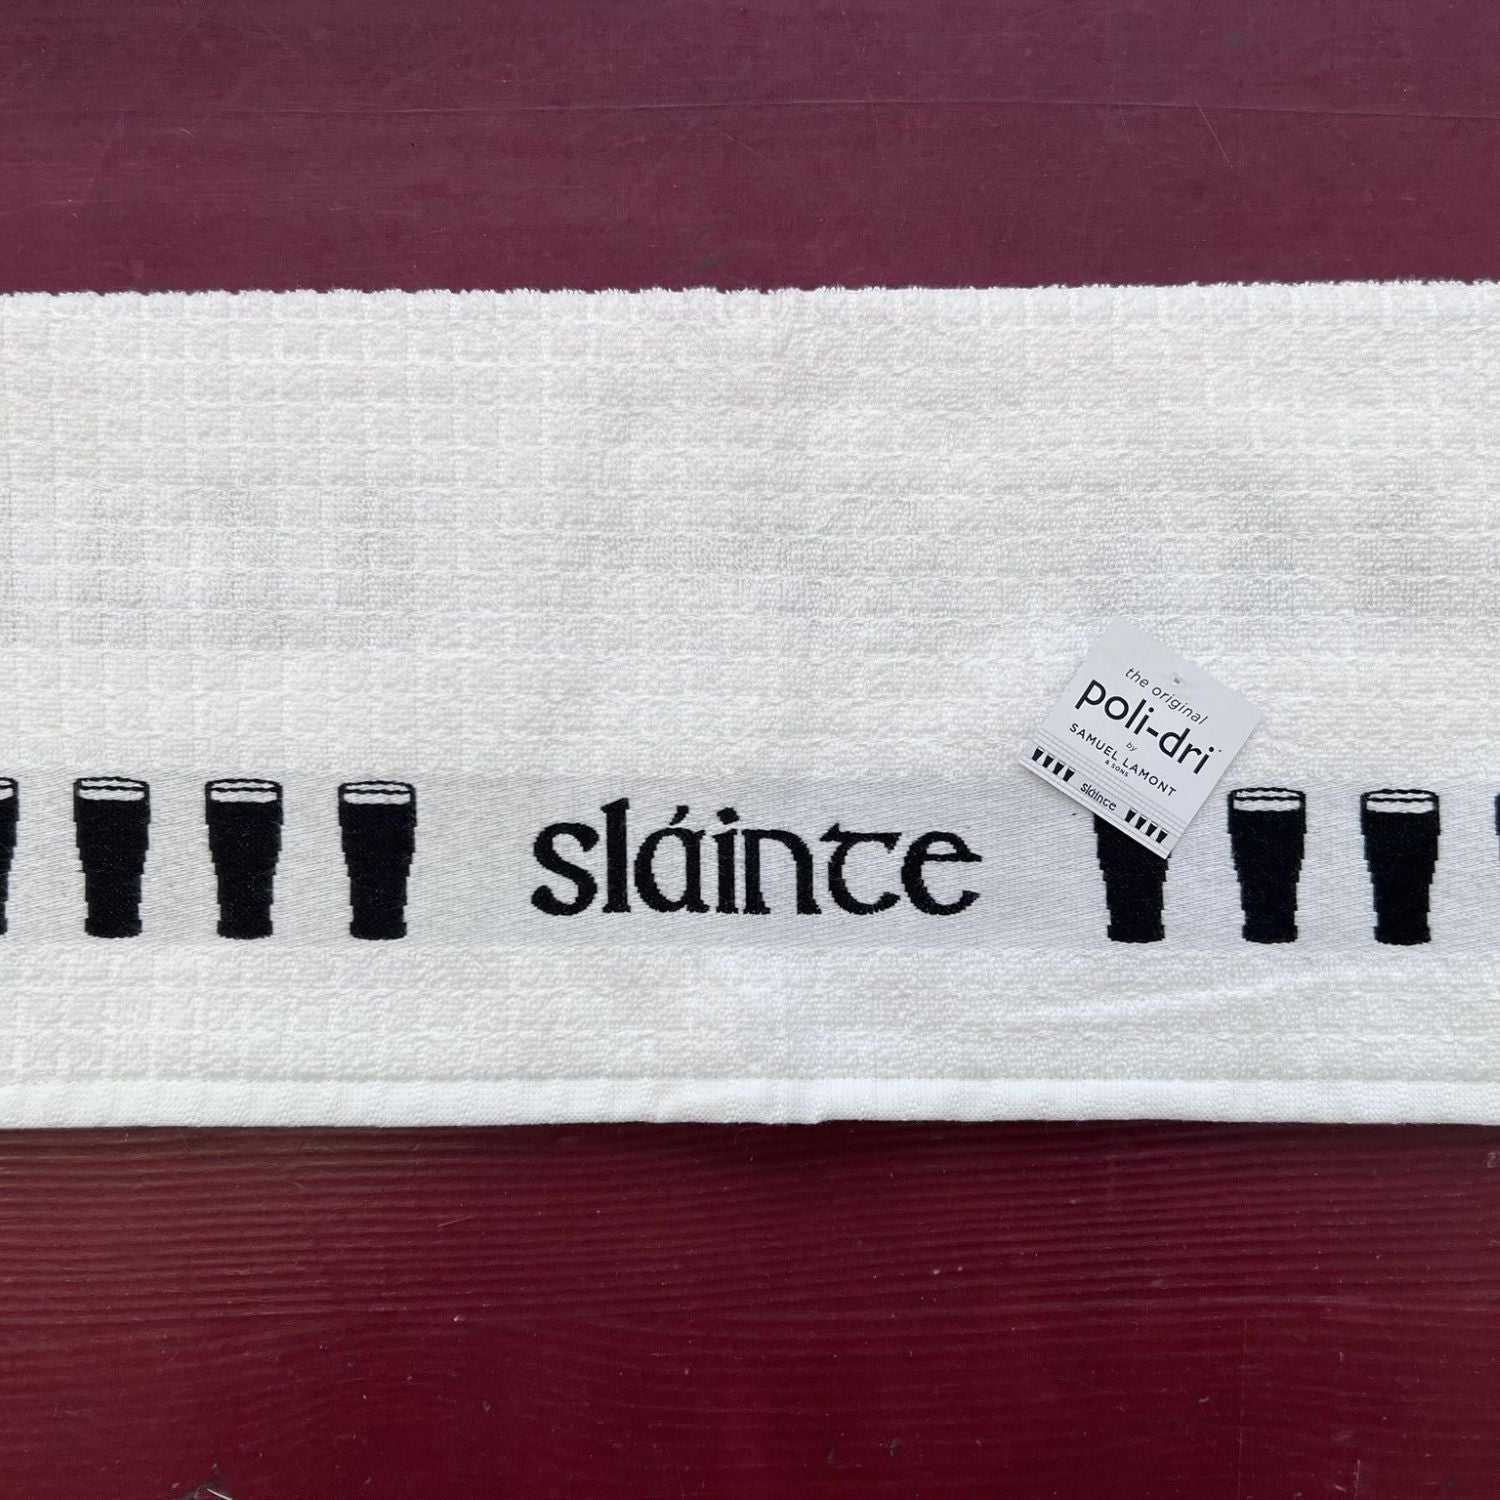 sláinte
the original
poli-dri
by
SAMUEL LAMONT
& SONS
sláinte